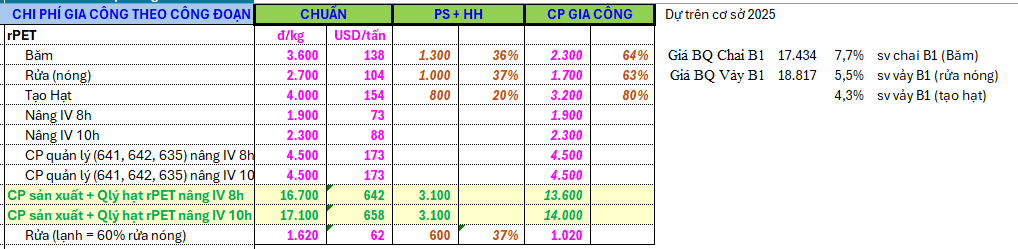 CHI PHÍ GIA CÔNG THEO CÔNG ĐOẠN CHUẨN PS + HH CP GIA CÔNG Dự trên cơ sở 2025
rPET đ/kg USD/tấn
Băm 3.600 138 1.300 36% 2.300 64% Giá BQ Chai B1 17.434 7,7% sv chai B1 (Băm)
Rửa (nóng) 2.700 104 1.000 37% 1.700 63% Giá BQ Vảy B1 18.817 5,5% sv vảy B1 (rửa nóng)
Tạo Hạt 4.000 154 800 20% 3.200 80% 4,3% sv vảy B1 (tạo hạt)
Nâng IV 8h 1.900 73 1.900
Nâng IV 10h 2.300 88 2.300
CP quản lý (641, 642, 635) nâng IV 8h 4.500 173 4.500
CP quản lý (641, 642, 635) nâng IV 10 4.500 173 4.500
CP sản xuất + Qlý hạt rPET nâng IV 8h 16.700 642 3.100 13.600
CP sản xuất + Qlý hạt rPET nâng IV 10h 17.100 658 3.100 14.000
Rửa (lạnh = 60% rửa nóng) 1.620 62 600 37% 1.020